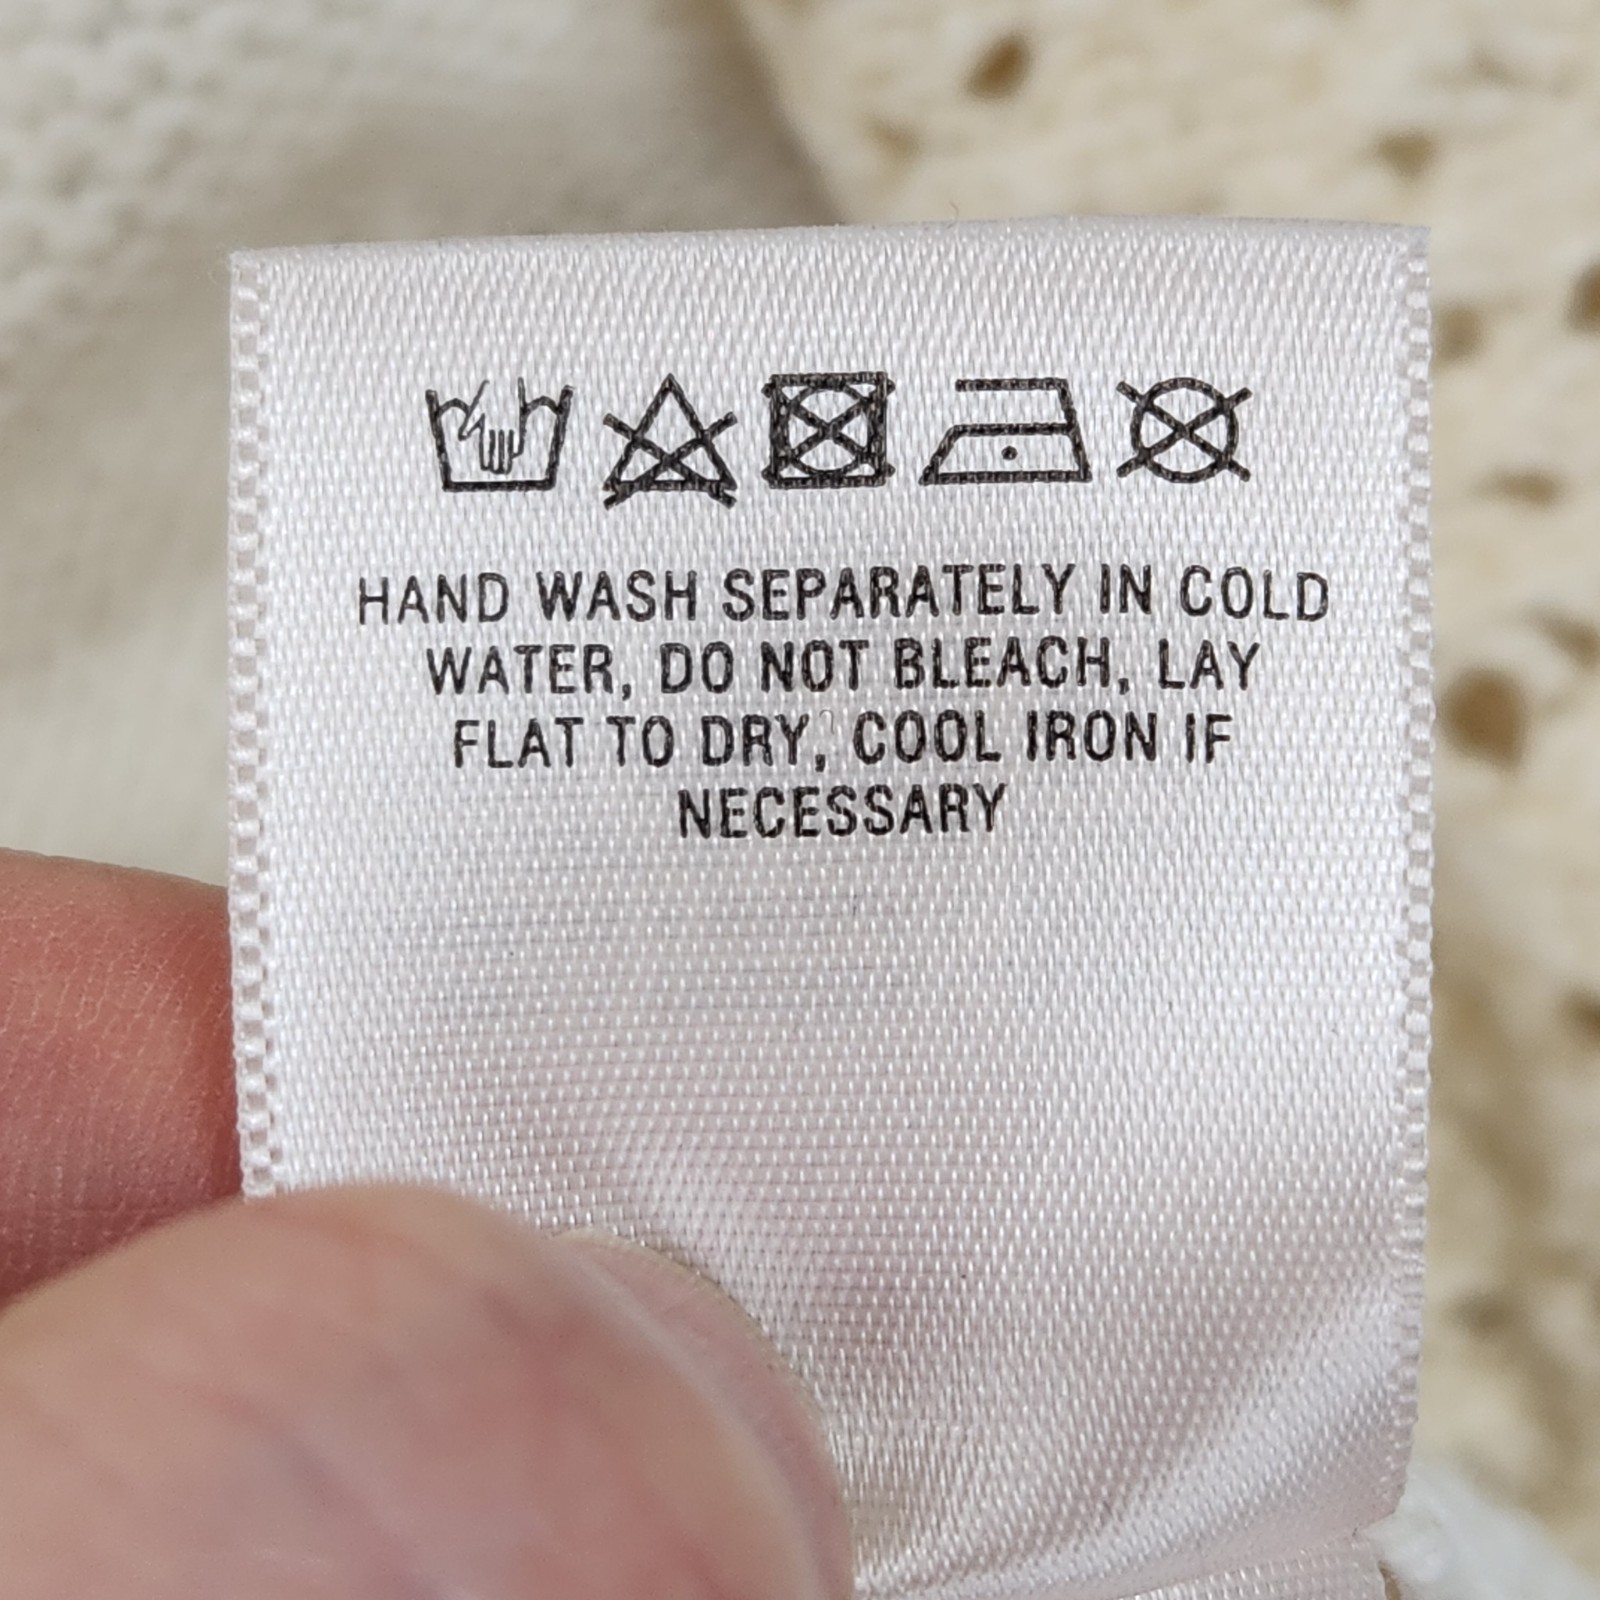 HAND WASH SEPARATELY IN COLD
WATER, DO NOT BLEACH, LAY
FLAT TO DRY, COOL IRON IF
NECESSARY